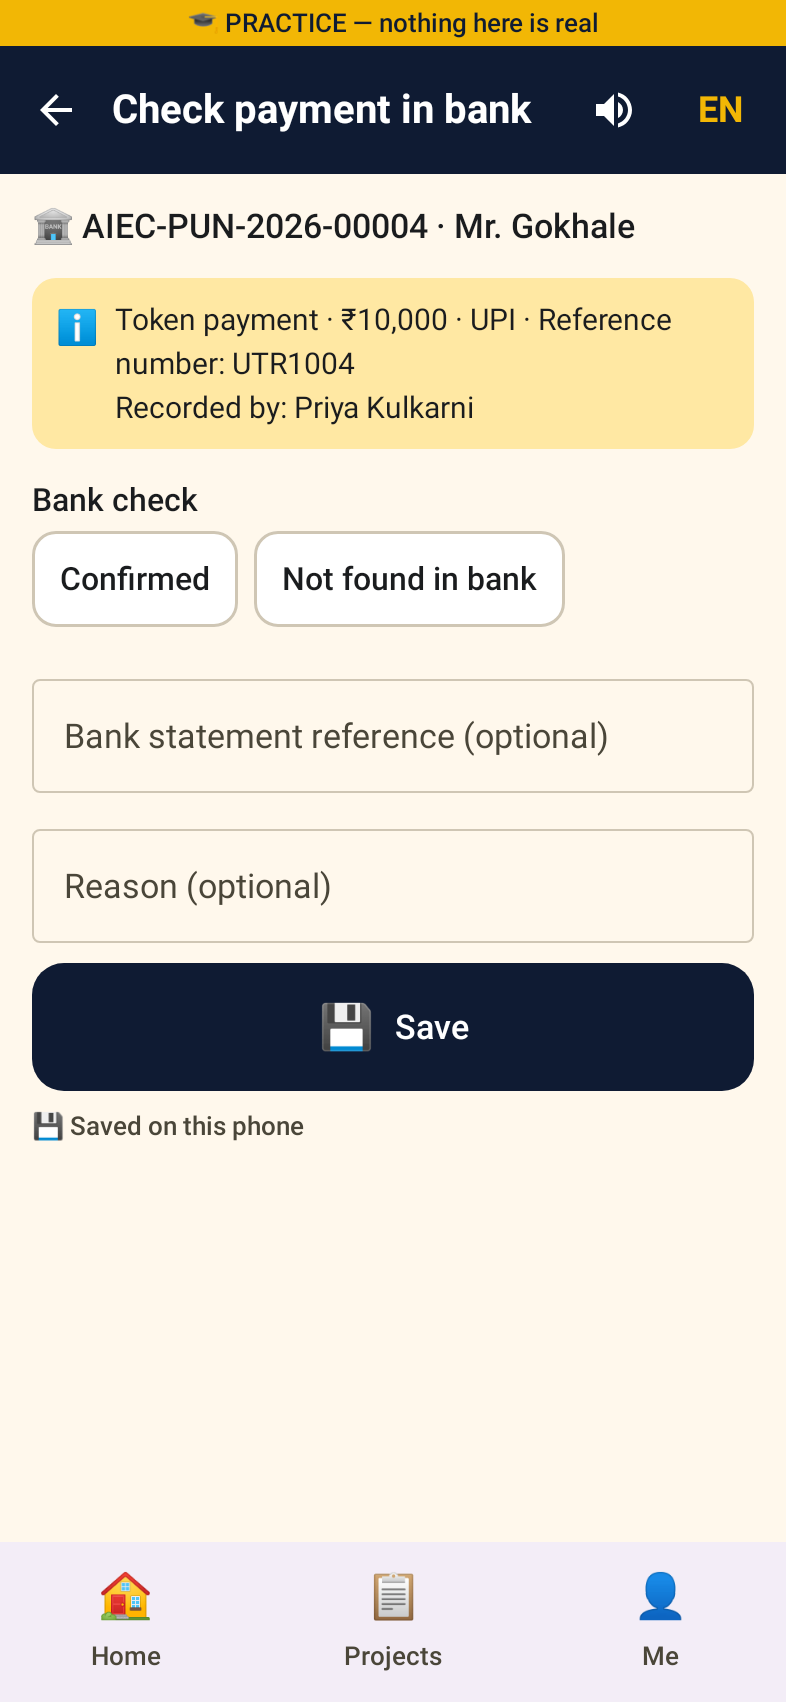 PRACTICE — nothing here is real
Check payment in bank
EN
AIEC-PUN-2026-00004 · Mr. Gokhale
Token payment · ₹10,000 · UPI · Reference
number: UTR1004
Recorded by: Priya Kulkarni
Bank check
Confirmed
Not found in bank
Bank statement reference (optional)
Reason (optional)
Save
Saved on this phone
Home
Projects
Me